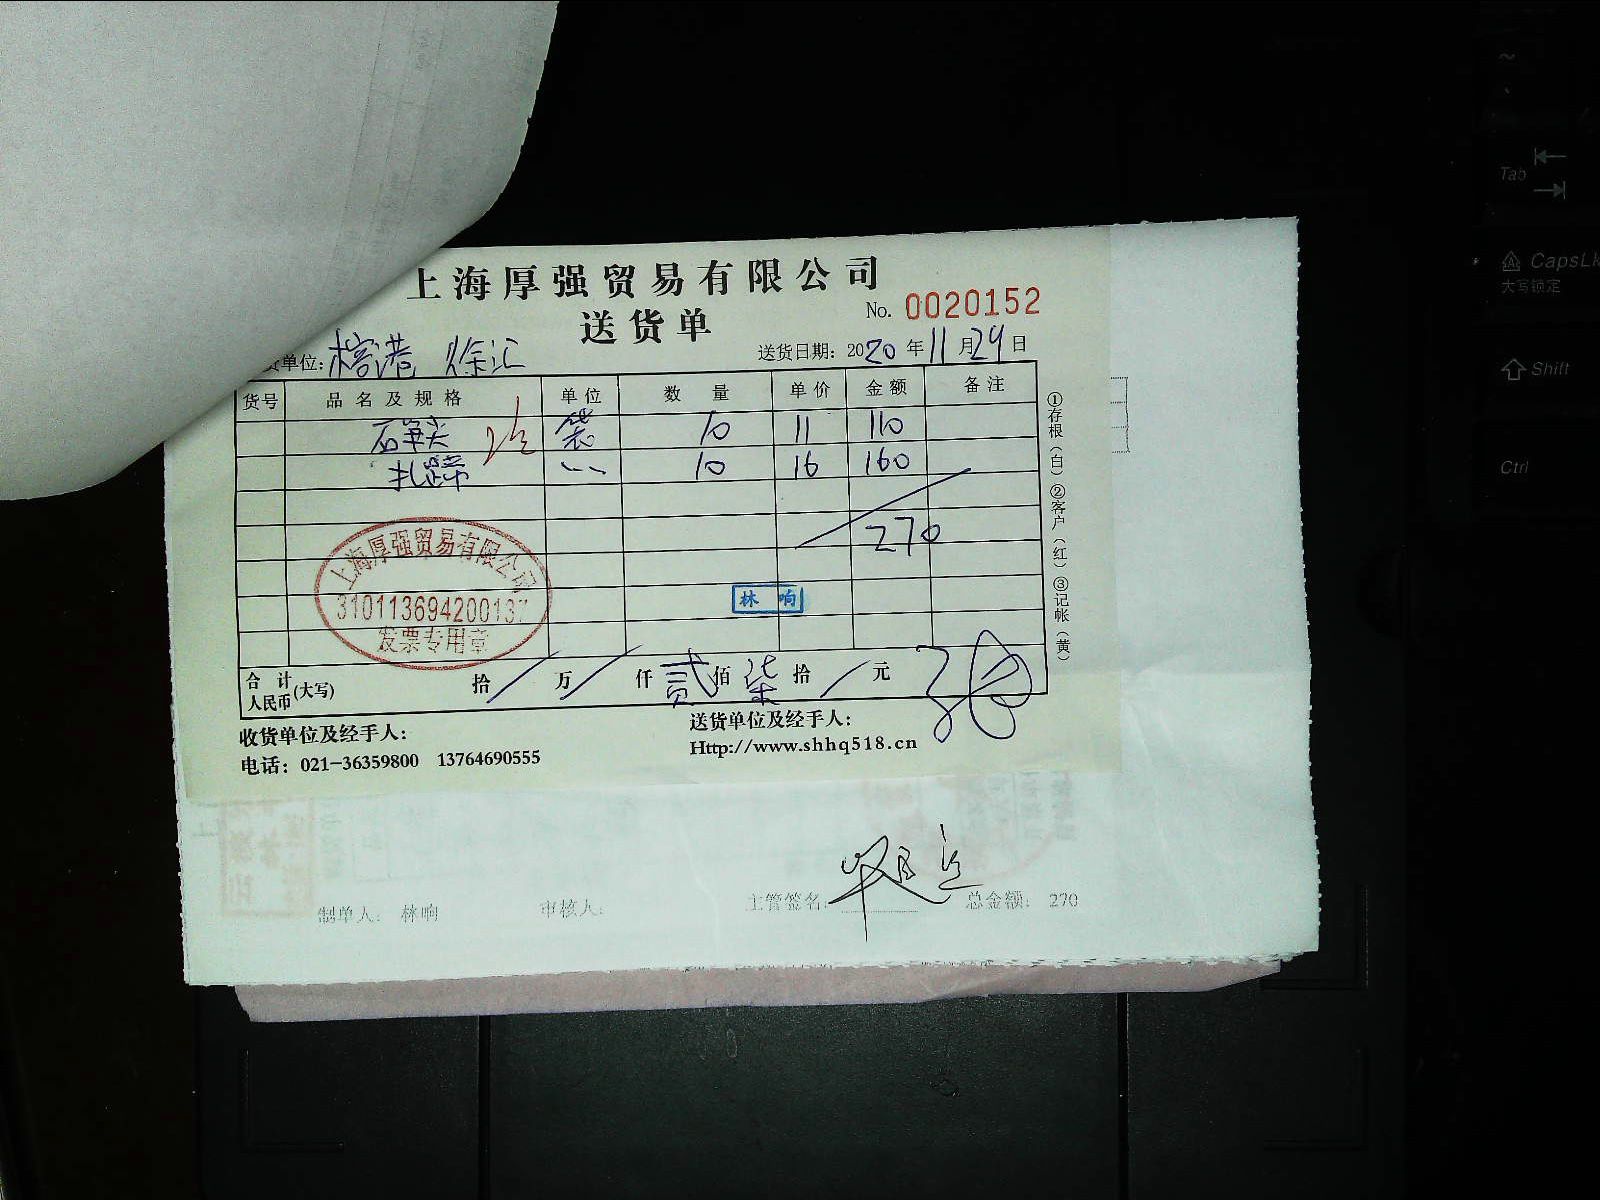 上海厚强贸易有限公司
送货单
No. 0020152
货单位: 榕港 徐汇
送货日期: 2020 年 11 月 29 日
货号 品名及规格 单位 数量 单价 金额 备注
袋 10 11 110
扎蹄 10 16 160
270
上海厚强贸易有限公司
310113694200137
发票专用章
林响
合计人民币(大写) 拾 万 仟 贰 佰 柒 拾 元
收货单位及经手人:
送货单位及经手人:
电话: 021-36359800 13764690555
Http://www.shhq518.cn
①存根(白)②客户(红)③记帐(黄)
制单人: 林响 审核人: 主管签名: 总金额: 270
Tab
CapsLk
大写锁定
Shift
Ctrl